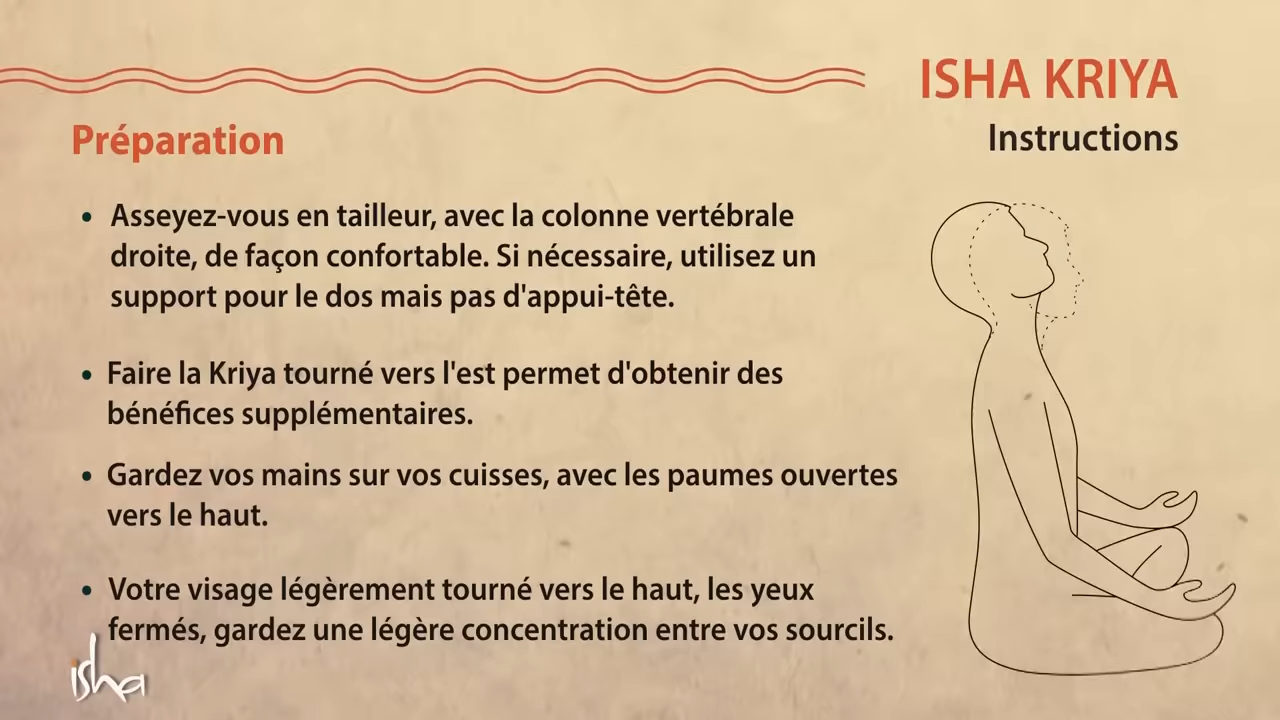 ISHA KRIYA
Instructions
Préparation
• Asseyez-vous en tailleur, avec la colonne vertébrale
droite, de façon confortable. Si nécessaire, utilisez un
support pour le dos mais pas d'appui-tête.
• Faire la Kriya tourné vers l'est permet d'obtenir des
bénéfices supplémentaires.
• Gardez vos mains sur vos cuisses, avec les paumes ouvertes
vers le haut.
• Votre visage légèrement tourné vers le haut, les yeux
fermés, gardez une légère concentration entre vos sourcils.
isha